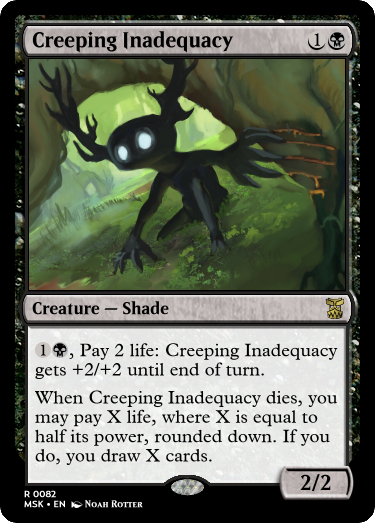 Creeping Inadequacy 1
Creature — Shade
1, Pay 2 life: Creeping Inadequacy
gets +2/+2 until end of turn.
When Creeping Inadequacy dies, you
may pay X life, where X is equal to
half its power, rounded down. If you
do, you draw X cards.
2/2
R 0082
MSK • EN Noah Rotter